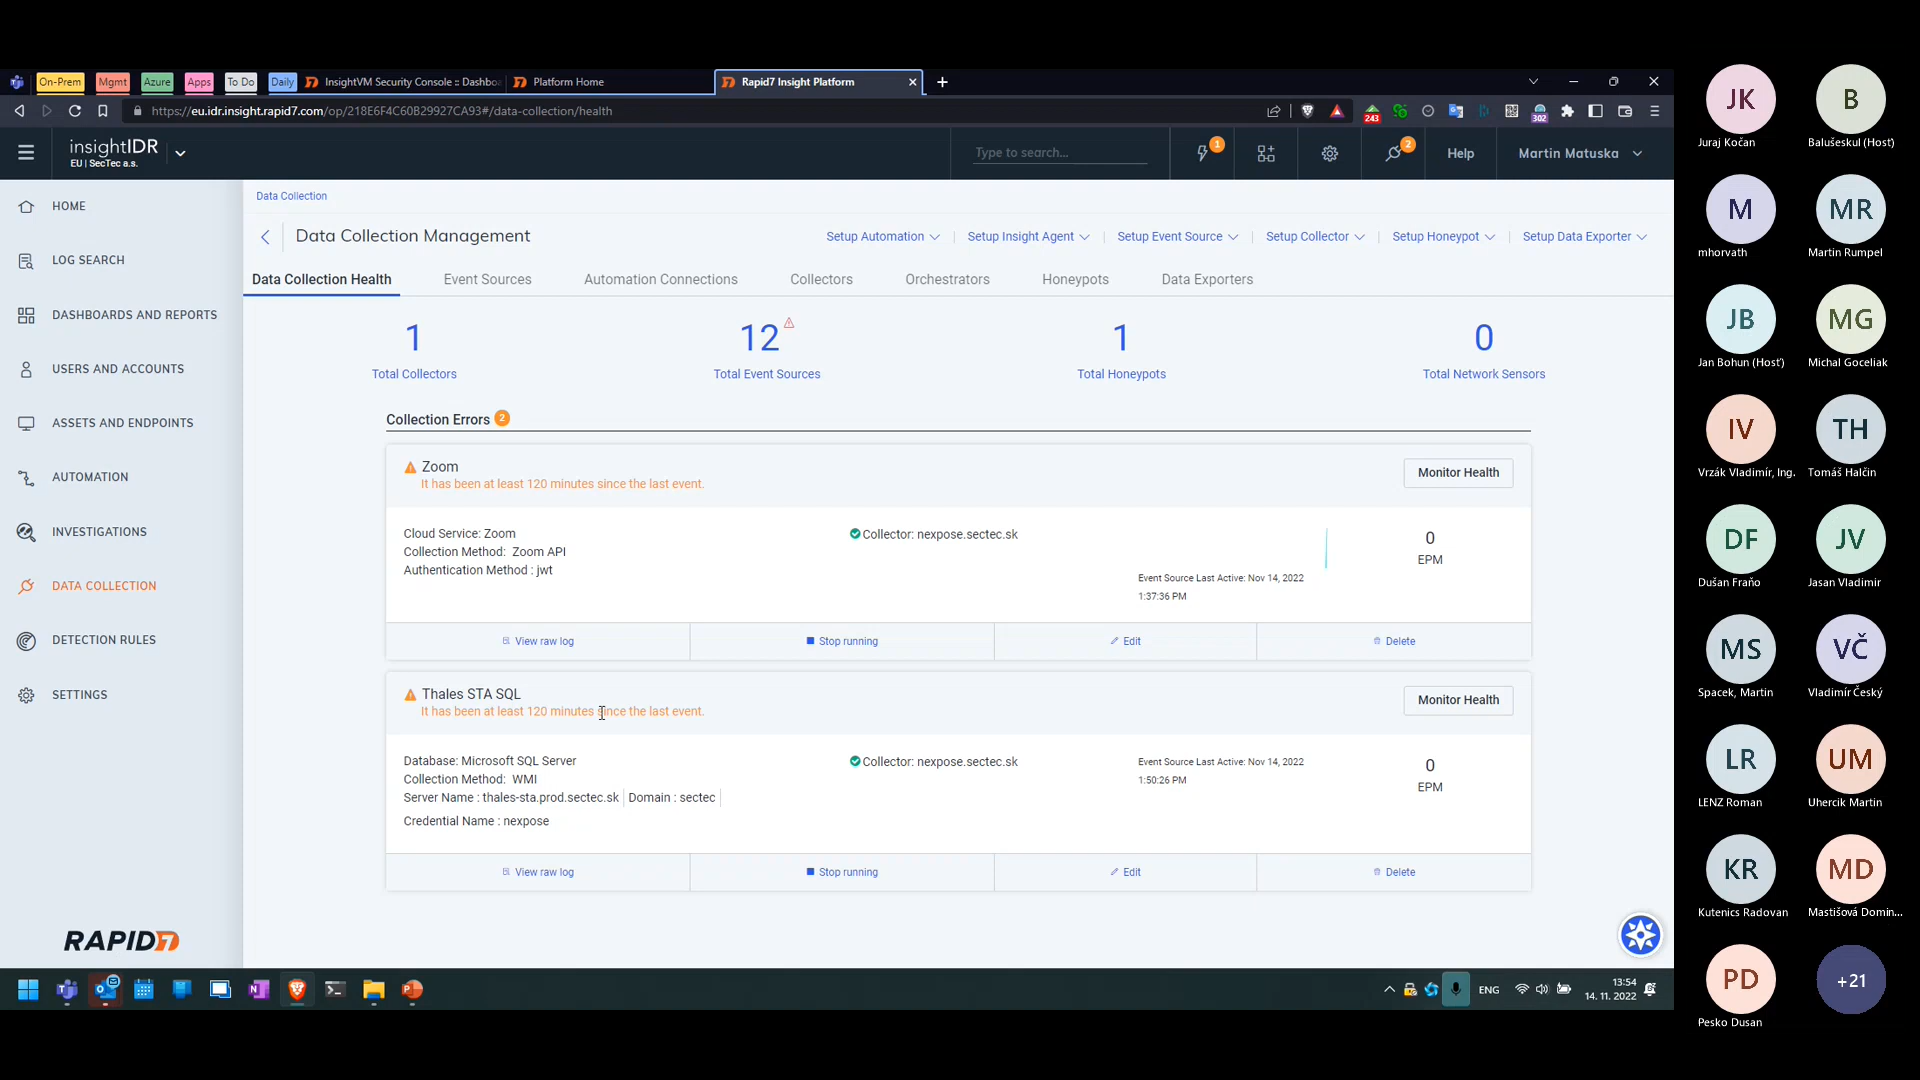 On-Prem
Mgmt
Azure
Apps
To Do
Daily
InsightVM Security Console :: Dashboa
Platform Home
Rapid7 Insight Platform
https://eu.idr.insight.rapid7.com/op/218E6F4C60B29927CA93#/data-collection/health
243
302
insightIDR
EU | SecTec a.s.
Type to search...
1
2
Help
Martin Matuska
HOME
LOG SEARCH
DASHBOARDS AND REPORTS
USERS AND ACCOUNTS
ASSETS AND ENDPOINTS
AUTOMATION
INVESTIGATIONS
DATA COLLECTION
DETECTION RULES
SETTINGS
RAPID7
Data Collection
Data Collection Management
Setup Automation
Setup Insight Agent
Setup Event Source
Setup Collector
Setup Honeypot
Setup Data Exporter
Data Collection Health
Event Sources
Automation Connections
Collectors
Orchestrators
Honeypots
Data Exporters
1
Total Collectors
12
Total Event Sources
1
Total Honeypots
0
Total Network Sensors
Collection Errors 2
Zoom
It has been at least 120 minutes since the last event.
Monitor Health
Cloud Service: Zoom
Collection Method: Zoom API
Authentication Method : jwt
Collector: nexpose.sectec.sk
Event Source Last Active: Nov 14, 2022
1:37:36 PM
0
EPM
View raw log
Stop running
Edit
Delete
Thales STA SQL
It has been at least 120 minutes since the last event.
Monitor Health
Database: Microsoft SQL Server
Collection Method: WMI
Server Name : thales-sta.prod.sectec.sk
Domain : sectec
Credential Name : nexpose
Collector: nexpose.sectec.sk
Event Source Last Active: Nov 14, 2022
1:50:26 PM
0
EPM
View raw log
Stop running
Edit
Delete
ENG
13:54
14. 11. 2022
JK
Juraj Kočan
B
Balušeskul (Hosť)
M
mhorvath
MR
Martin Rumpel
JB
Jan Bohun (Hosť)
MG
Michal Goceliak
IV
Vrzák Vladimír, Ing.
TH
Tomáš Halčin
DF
Dušan Fraňo
JV
Jasan Vladimir
MS
Spacek, Martin
VČ
Vladimír Český
LR
LENZ Roman
UM
Uhercik Martin
KR
Kutenics Radovan
MD
Mastišová Domin...
PD
Pesko Dusan
+21